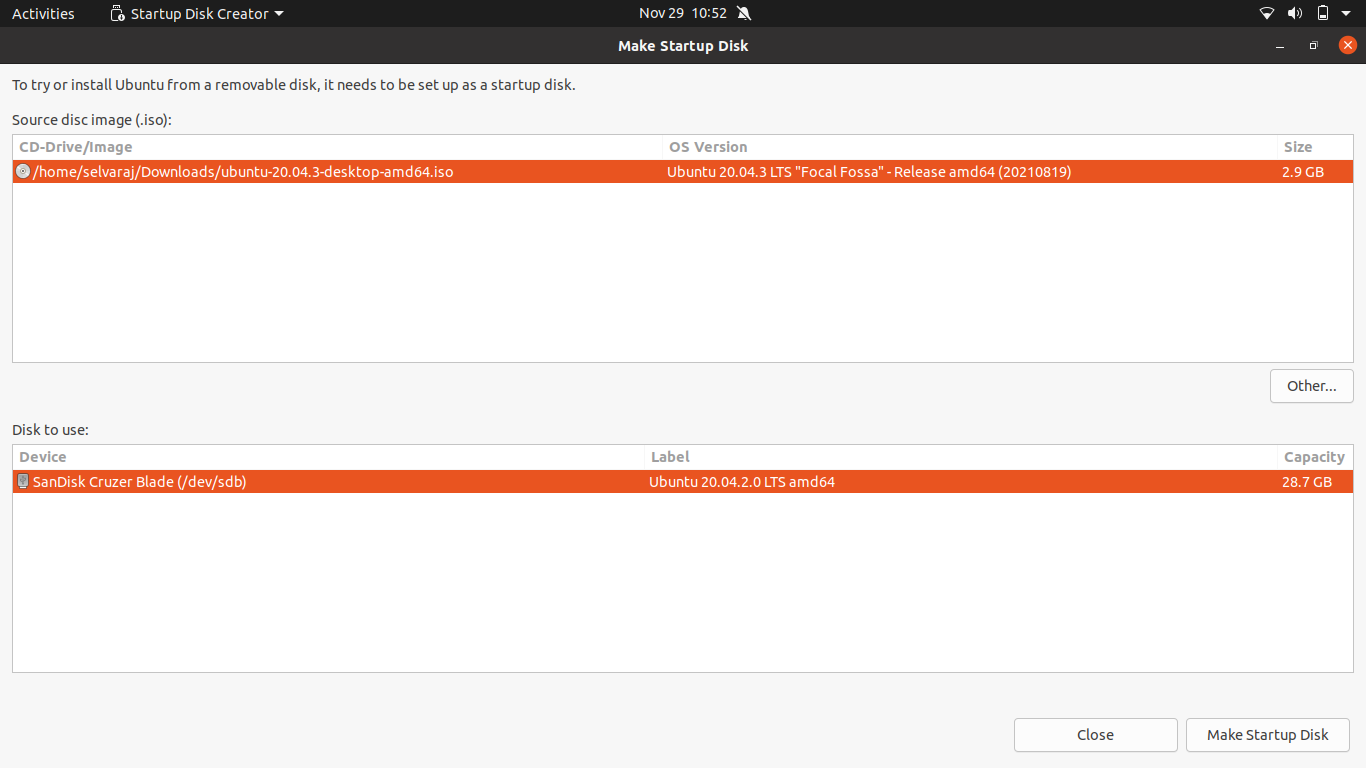 Activities Startup Disk Creator Nov 29 10:52
Make Startup Disk
To try or install Ubuntu from a removable disk, it needs to be set up as a startup disk.
Source disc image (.iso):
CD-Drive/Image OS Version Size
/home/selvaraj/Downloads/ubuntu-20.04.3-desktop-amd64.iso Ubuntu 20.04.3 LTS "Focal Fossa" - Release amd64 (20210819) 2.9 GB
Other...
Disk to use:
Device Label Capacity
SanDisk Cruzer Blade (/dev/sdb) Ubuntu 20.04.2.0 LTS amd64 28.7 GB
Close Make Startup Disk